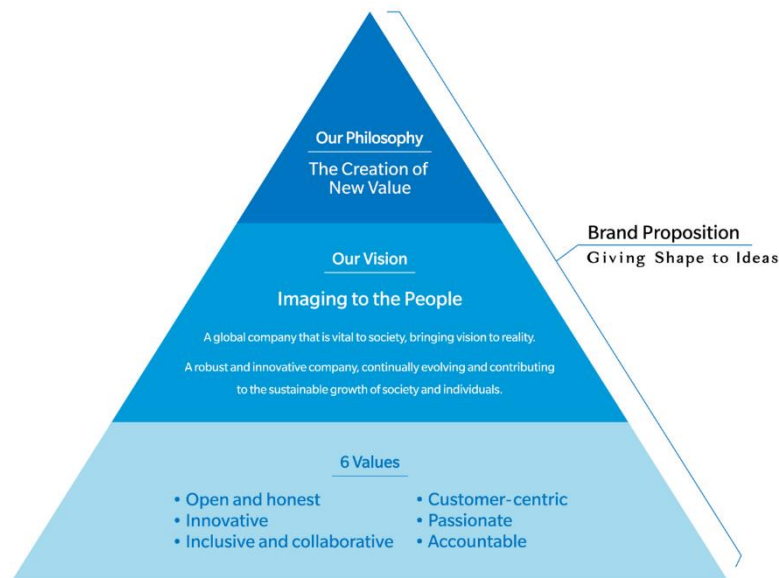 Our Philosophy
The Creation of
New Value
Our Vision
Imaging to the People
A global company that is vital to society, bringing vision to reality.
A robust and innovative company, continually evolving and contributing
to the sustainable growth of society and individuals.
6 Values
• Open and honest
• Innovative
• Inclusive and collaborative
• Customer-centric
• Passionate
• Accountable
Brand Proposition
Giving Shape to Ideas